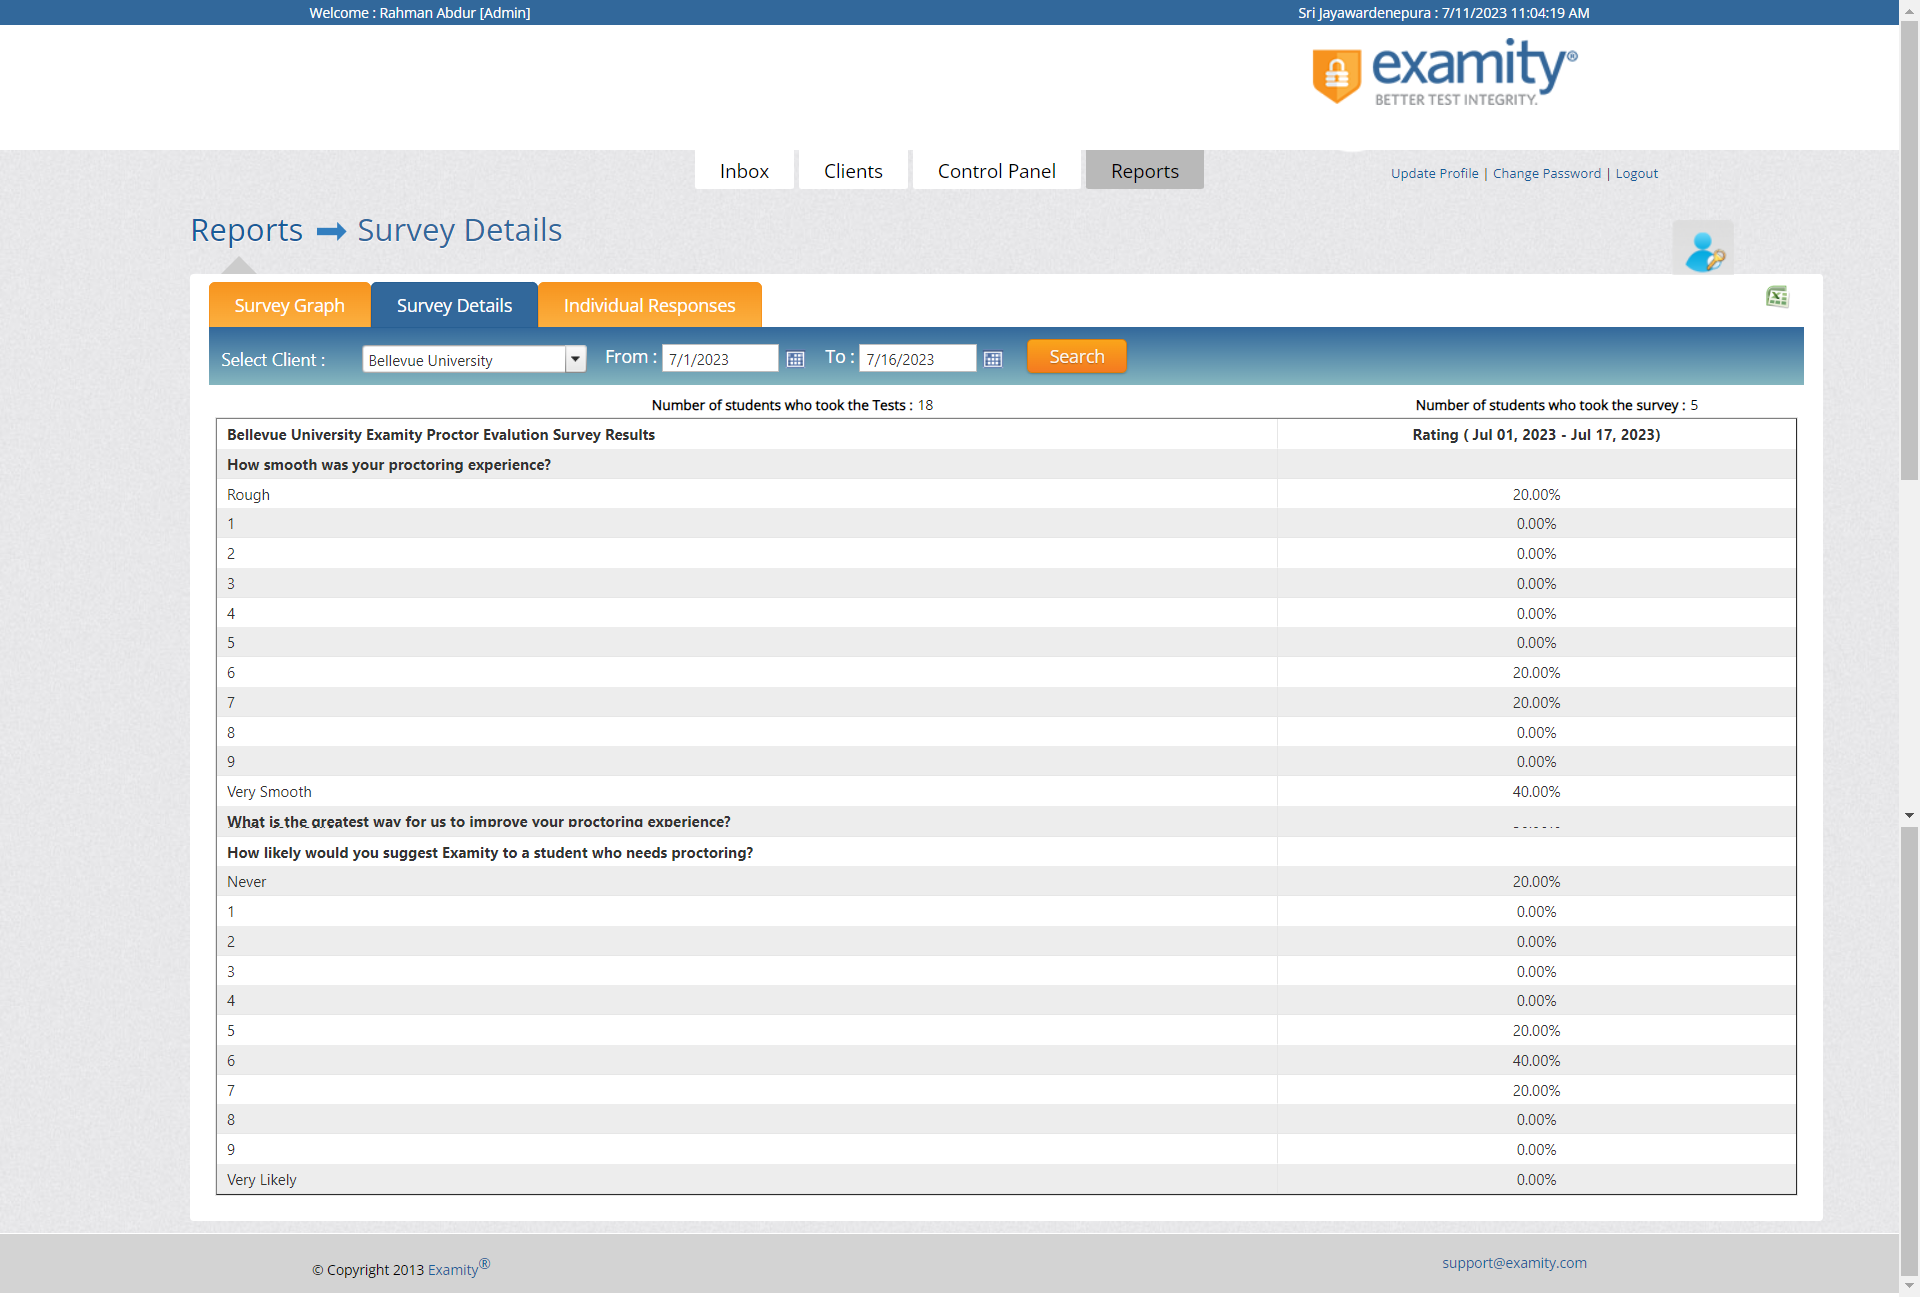 Welcome : Rahman Abdur [Admin]
Sri Jayawardenepura : 7/11/2023 11:04:19 AM
examity®
BETTER TEST INTEGRITY.
Inbox
Clients
Control Panel
Reports
Update Profile | Change Password | Logout
Reports Survey Details
Survey Graph
Survey Details
Individual Responses
Select Client : Bellevue University From : 7/1/2023 To : 7/16/2023 Search
Number of students who took the Tests : 18
Number of students who took the survey : 5
Bellevue University Examity Proctor Evalution Survey Results Rating ( Jul 01, 2023 - Jul 17, 2023)
How smooth was your proctoring experience?
Rough 20.00%
1 0.00%
2 0.00%
3 0.00%
4 0.00%
5 0.00%
6 20.00%
7 20.00%
8 0.00%
9 0.00%
Very Smooth 40.00%
What is the greatest way for us to improve your proctoring experience?
How likely would you suggest Examity to a student who needs proctoring?
Never 20.00%
1 0.00%
2 0.00%
3 0.00%
4 0.00%
5 20.00%
6 40.00%
7 20.00%
8 0.00%
9 0.00%
Very Likely 0.00%
© Copyright 2013 Examity®
support@examity.com